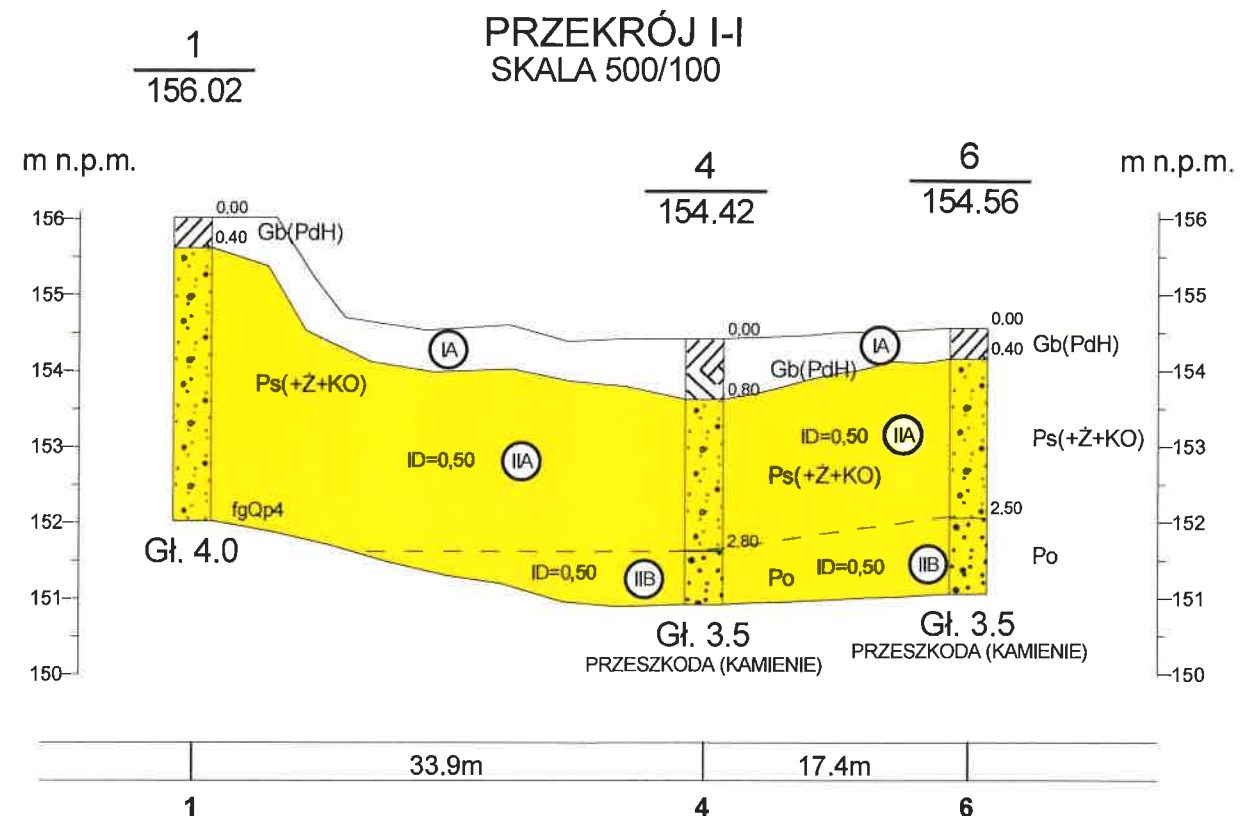 PRZEKRÓJ I-I
SKALA 500/100
1
156.02
4
154.42
6
154.56
m n.p.m.
m n.p.m.
156
155
154
153
152
151
150
156
155
154
153
152
151
150
0,00
0.40
Gb(PdH)
IA
0,00
0,80
Gb(PdH)
IA
0,00
0,40
Gb(PdH)
Ps(+Ż+KO)
ID=0,50
IIA
ID=0,50
IIA
Ps(+Ż+KO)
Ps(+Ż+KO)
fgQp4
2.80
2.50
ID=0,50
IIB
Po
ID=0,50
IIB
Po
Gł. 4.0
Gł. 3.5
PRZESZKODA (KAMIENIE)
Gł. 3.5
PRZESZKODA (KAMIENIE)
33.9m
17.4m
1
4
6